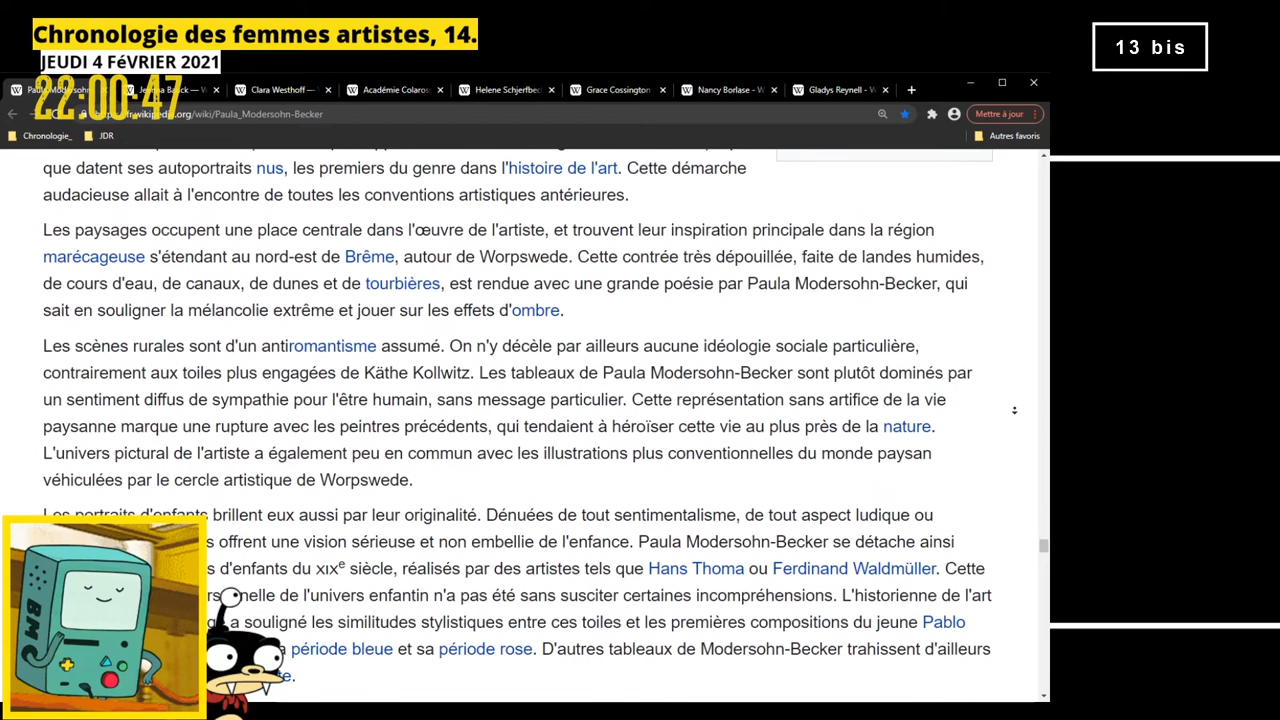 Chronologie des femmes artistes, 14.
JEUDI 4 FéVRIER 2021
13 bis
22:00:47
Clara Westhoff — W
Académie Colaros
Helene Schjerfbec
Grace Cossington
Nancy Borlase - W
Gladys Reynell - W
wikipedia.org/wiki/Paula_Modersohn-Becker
Mettre à jour
Chronologie_
JDR
Autres favoris
que datent ses autoportraits nus, les premiers du genre dans l'histoire de l'art. Cette démarche
audacieuse allait à l'encontre de toutes les conventions artistiques antérieures.
Les paysages occupent une place centrale dans l'œuvre de l'artiste, et trouvent leur inspiration principale dans la région
marécageuse s'étendant au nord-est de Brême, autour de Worpswede. Cette contrée très dépouillée, faite de landes humides,
de cours d'eau, de canaux, de dunes et de tourbières, est rendue avec une grande poésie par Paula Modersohn-Becker, qui
sait en souligner la mélancolie extrême et jouer sur les effets d'ombre.
Les scènes rurales sont d'un antiromantisme assumé. On n'y décèle par ailleurs aucune idéologie sociale particulière,
contrairement aux toiles plus engagées de Käthe Kollwitz. Les tableaux de Paula Modersohn-Becker sont plutôt dominés par
un sentiment diffus de sympathie pour l'être humain, sans message particulier. Cette représentation sans artifice de la vie
paysanne marque une rupture avec les peintres précédents, qui tendaient à héroïser cette vie au plus près de la nature.
L'univers pictural de l'artiste a également peu en commun avec les illustrations plus conventionnelles du monde paysan
véhiculées par le cercle artistique de Worpswede.
Les portraits d'enfants brillent eux aussi par leur originalité. Dénuées de tout sentimentalisme, de tout aspect ludique ou
s offrent une vision sérieuse et non embellie de l'enfance. Paula Modersohn-Becker se détache ainsi
s d'enfants du XIXe siècle, réalisés par des artistes tels que Hans Thoma ou Ferdinand Waldmüller. Cette
nelle de l'univers enfantin n'a pas été sans susciter certaines incompréhensions. L'historienne de l'art
a souligné les similitudes stylistiques entre ces toiles et les premières compositions du jeune Pablo
période bleue et sa période rose. D'autres tableaux de Modersohn-Becker trahissent d'ailleurs
te.
BM